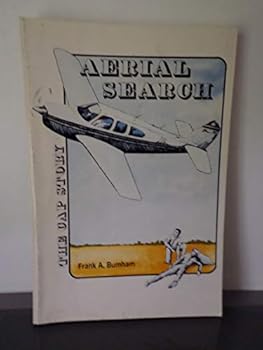 AERIAL
SEARCH
THE CAP STORY
Frank A. Burnham